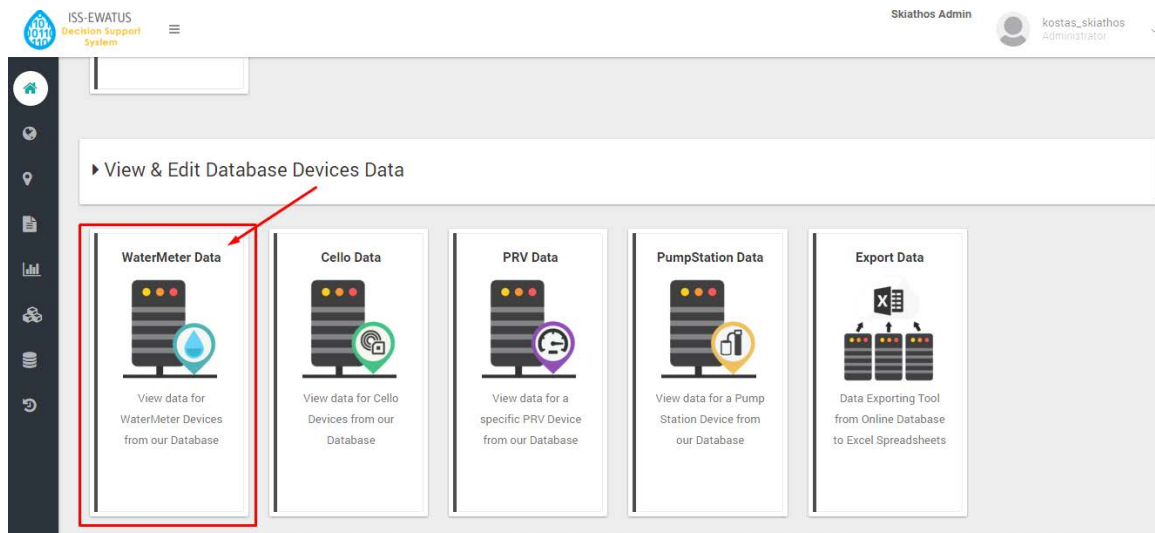 ISS-EWATUS
Decision Support
System
Skiathos Admin
kostas_skiathos
Administrator
View & Edit Database Devices Data
WaterMeter Data
View data for
WaterMeter Devices
from our Database
Cello Data
View data for Cello
Devices from our
Database
PRV Data
View data for a
specific PRV Device
from our Database
PumpStation Data
View data for a Pump
Station Device from
our Database
Export Data
Data Exporting Tool
from Online Database
to Excel Spreadsheets